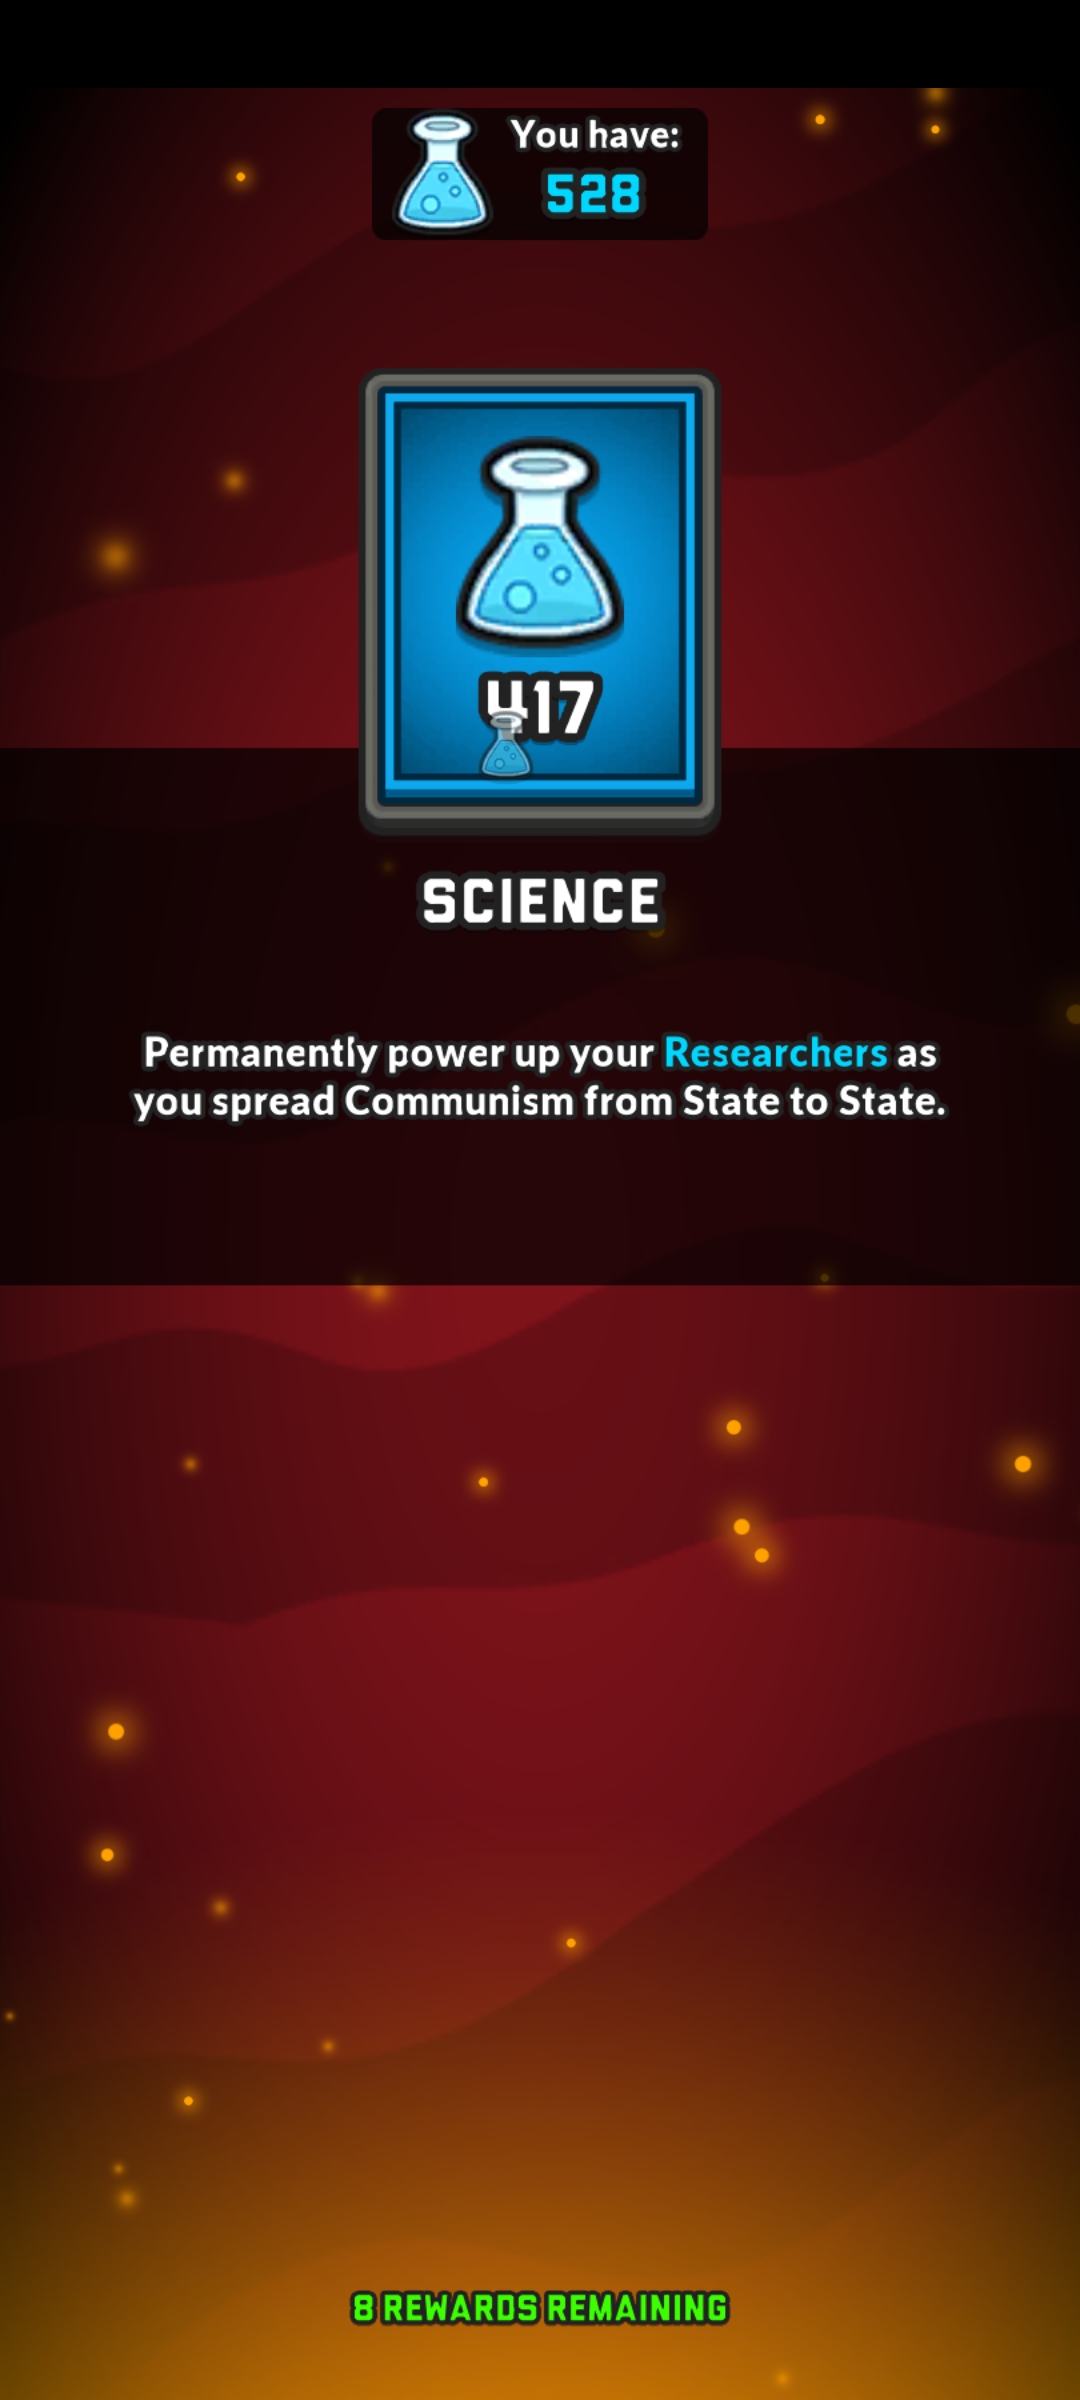 You have:
528
417
SCIENCE
Permanently power up your Researchers as
you spread Communism from State to State.
8 REWARDS REMAINING